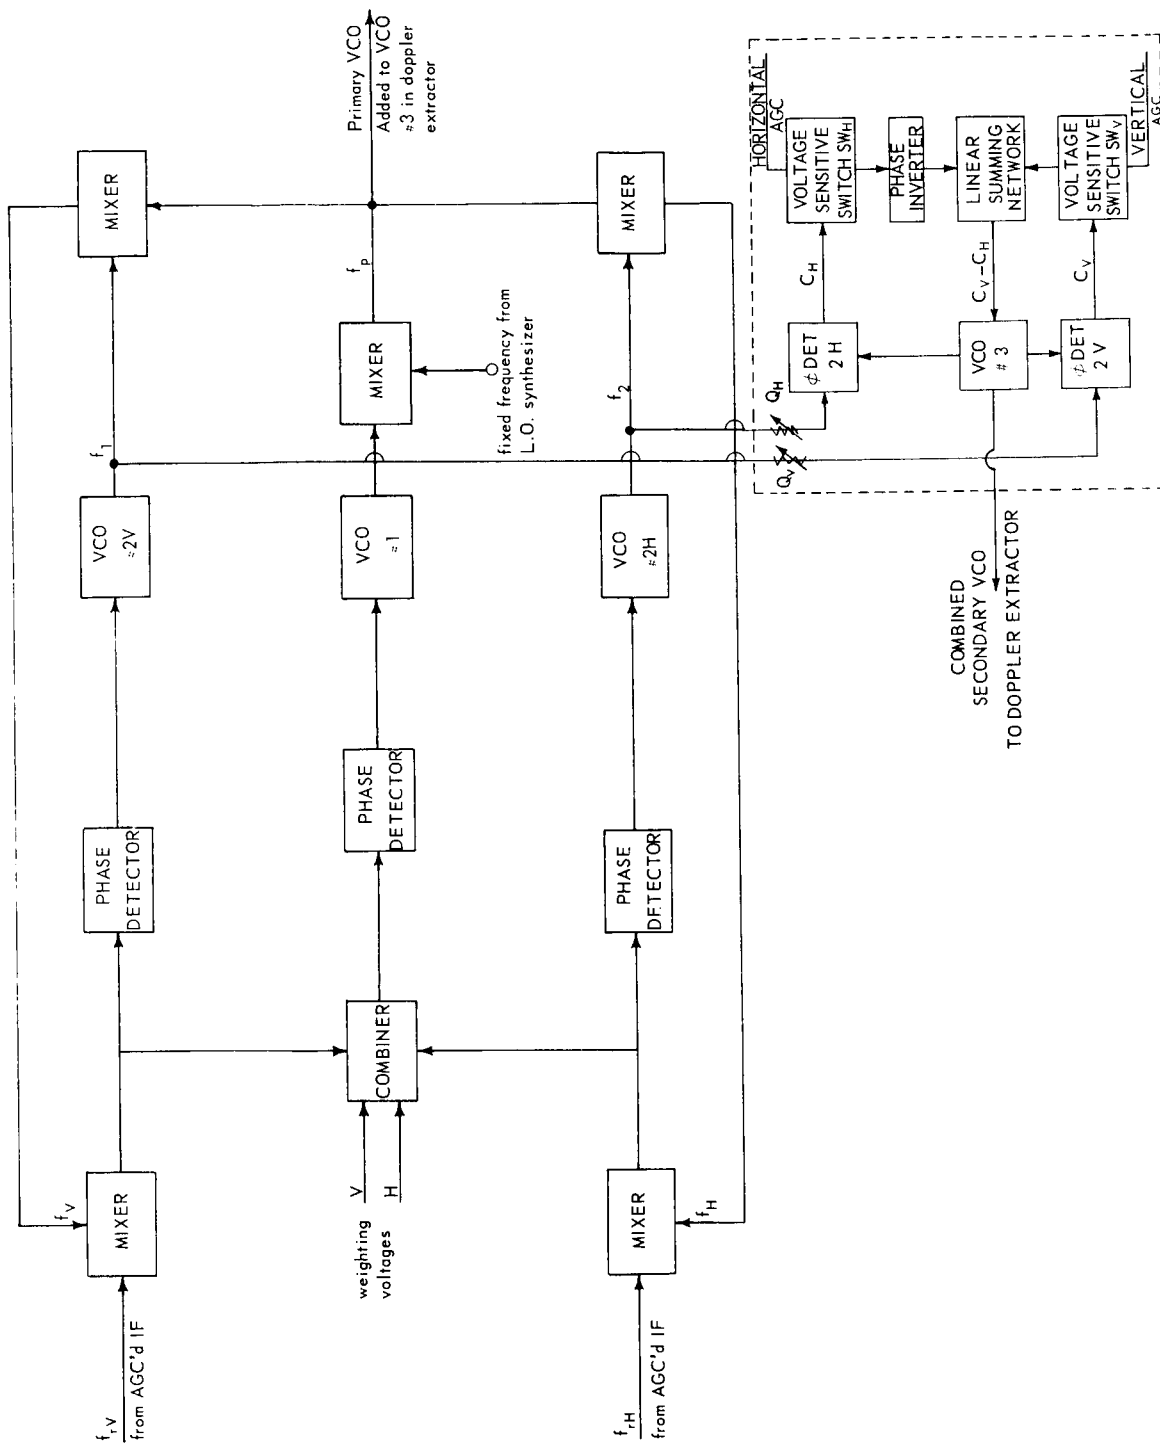 f_rV
from AGC'd IF
MIXER
f_V
PHASE
DETECTOR
VCO
#2V
f_1
MIXER
weighting
voltages
V
H
COMBINER
PHASE
DETECTOR
VCO
#1
MIXER
f_p
fixed frequency from
L.O. synthesizer
Primary VCO
Added to VCO
#3 in doppler
extractor
f_rH
from AGC'd IF
MIXER
f_H
PHASE
DETECTOR
VCO
#2H
f_2
MIXER
Q_V
Q_H
ϕ DET
2 H
C_H
VOLTAGE
SENSITIVE
SWITCH SW_H
HORIZONTAL
AGC
PHASE
INVERTER
VCO
# 3
C_V-C_H
LINEAR
SUMMING
NETWORK
ϕ DET
2 V
C_V
VOLTAGE
SENSITIVE
SWITCH SW_V
VERTICAL
AGC
COMBINED
SECONDARY VCO
TO DOPPLER EXTRACTOR